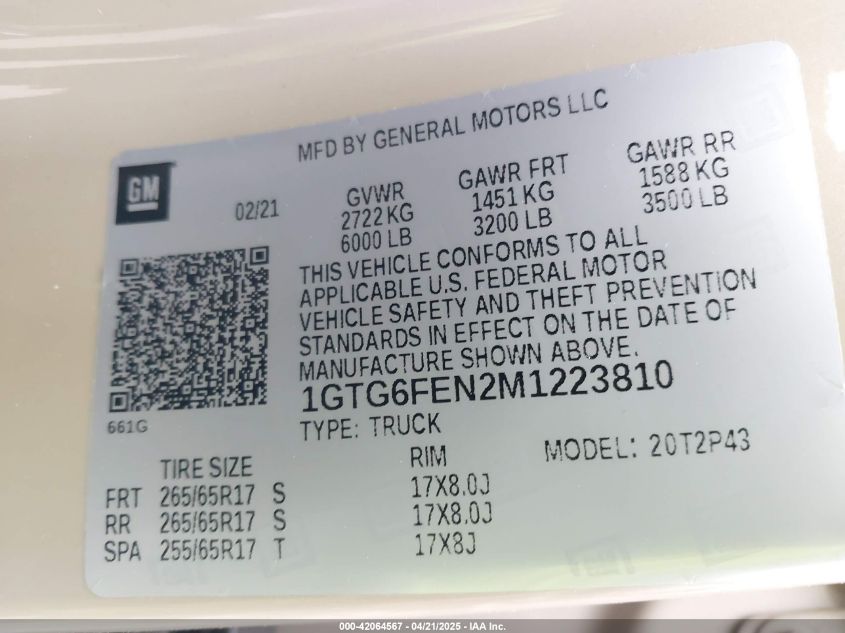 MFD BY GENERAL MOTORS LLC
GM
02/21
GVWR
2722 KG
6000 LB
GAWR FRT
1451 KG
3200 LB
GAWR RR
1588 KG
3500 LB
THIS VEHICLE CONFORMS TO ALL
APPLICABLE U.S. FEDERAL MOTOR
VEHICLE SAFETY AND THEFT PREVENTION
STANDARDS IN EFFECT ON THE DATE OF
MANUFACTURE SHOWN ABOVE.
1GTG6FEN2M1223810
661G
TYPE: TRUCK
MODEL: 20T2P43
TIRE SIZE RIM
FRT 265/65R17 S 17X8.0J
RR 265/65R17 S 17X8.0J
SPA 255/65R17 T 17X8J
000-42064567 - 04/21/2025 - IAA Inc.